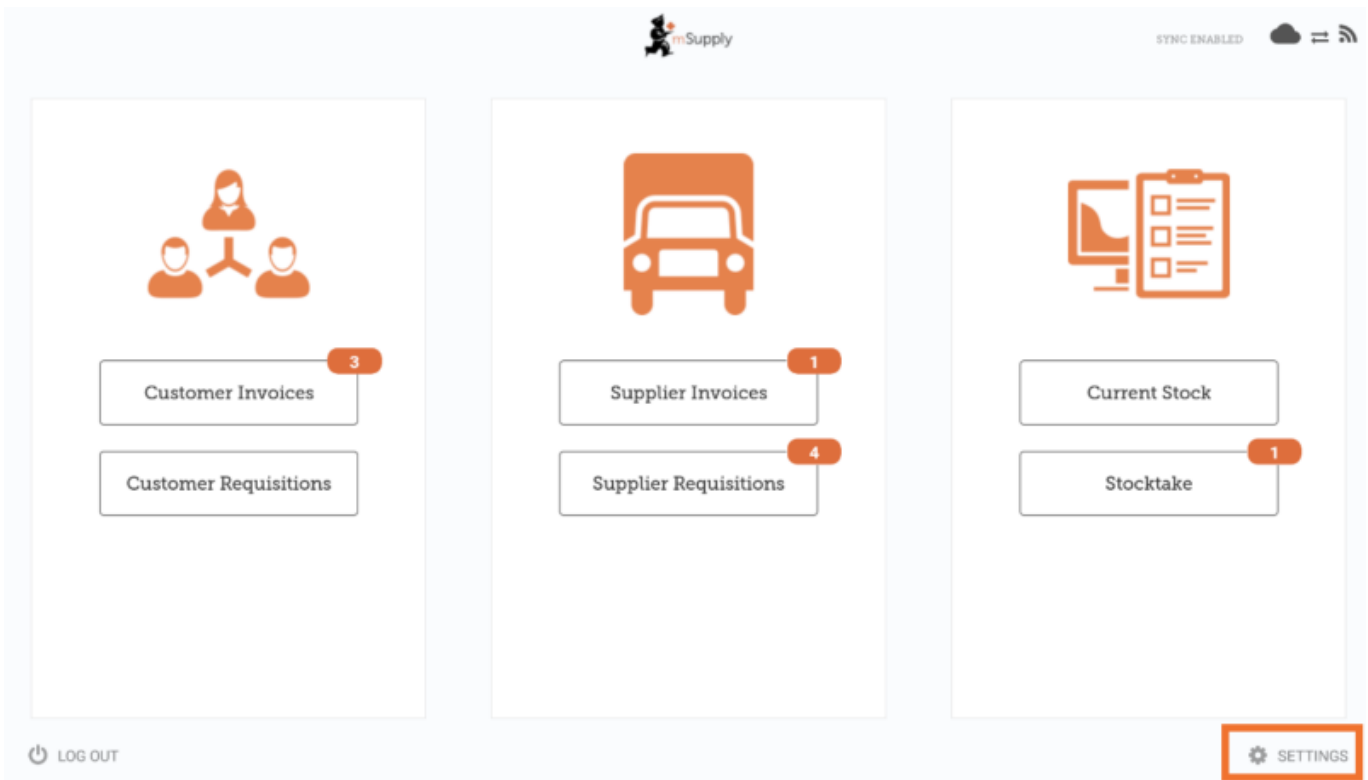 mSupply
SYNC ENABLED
3
Customer Invoices
Customer Requisitions
1
Supplier Invoices
4
Supplier Requisitions
Current Stock
1
Stocktake
LOG OUT
SETTINGS